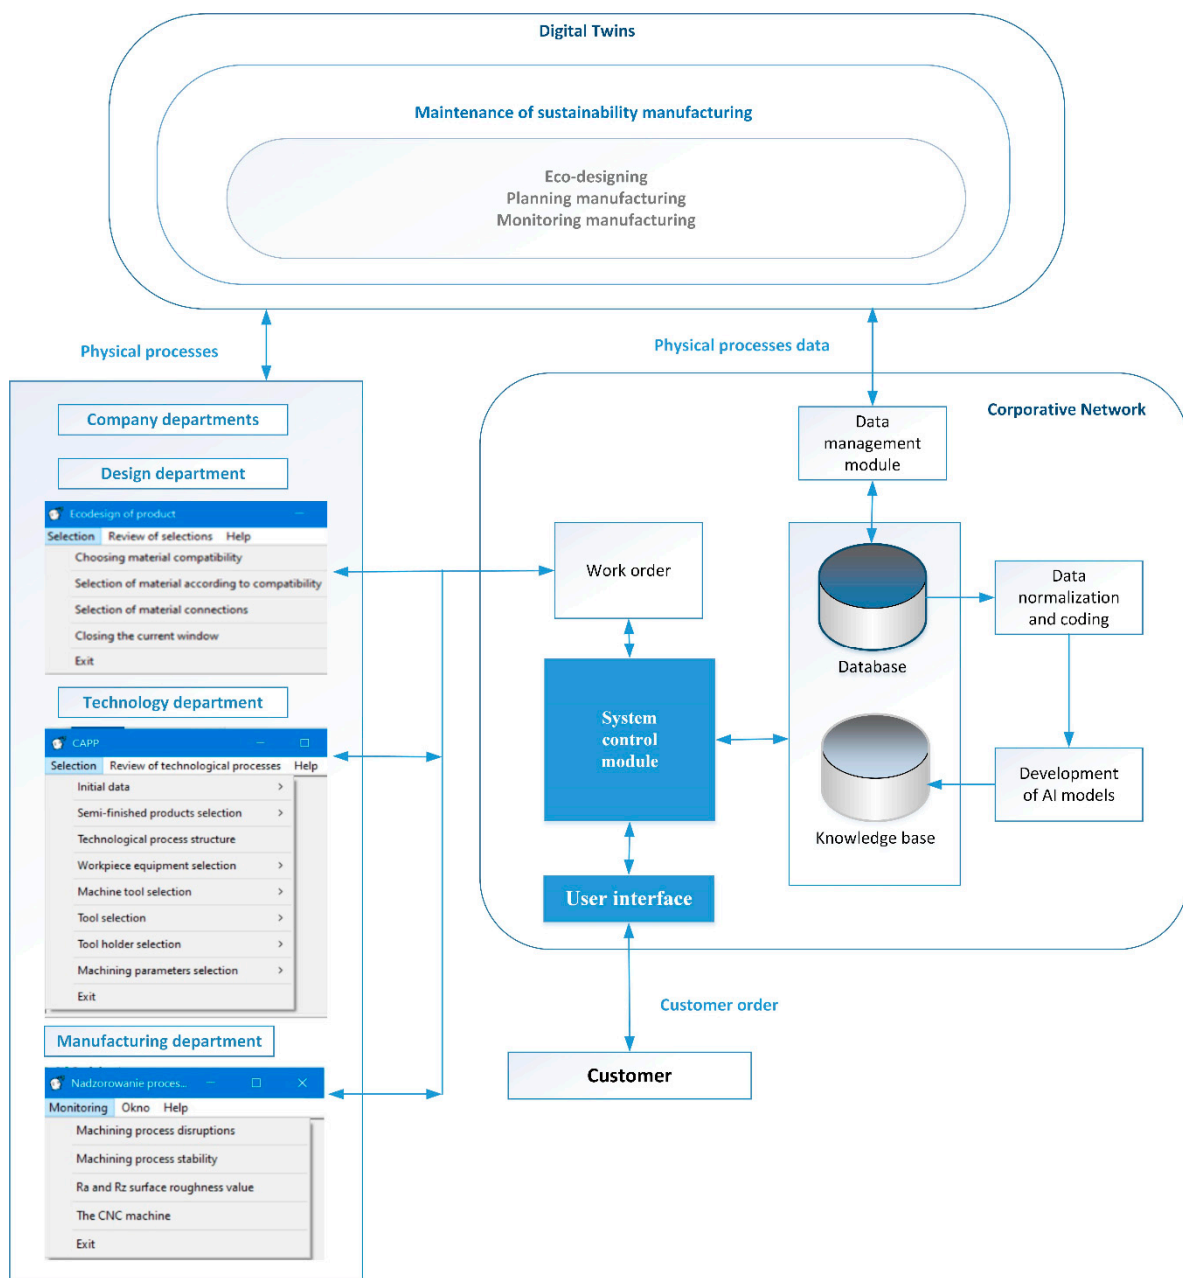 Digital Twins
Maintenance of sustainability manufacturing
Eco-designing
Planning manufacturing
Monitoring manufacturing
Physical processes
Physical processes data
Company departments
Design department
Ecodesign of product
Selection Review of selections Help
Choosing material compatibility
Selection of material according to compatibility
Selection of material connections
Closing the current window
Exit
Technology department
CAPP
Selection Review of technological processes Help
Initial data
Semi-finished products selection
Technological process structure
Workpiece equipment selection
Machine tool selection
Tool selection
Tool holder selection
Machining parameters selection
Exit
Manufacturing department
Nadzorowanie proces...
Monitoring Okno Help
Machining process disruptions
Machining process stability
Ra and Rz surface roughness value
The CNC machine
Exit
Corporative Network
Data
management
module
Work order
Database
Data
normalization
and coding
System
control
module
Knowledge base
Development
of AI models
User interface
Customer order
Customer